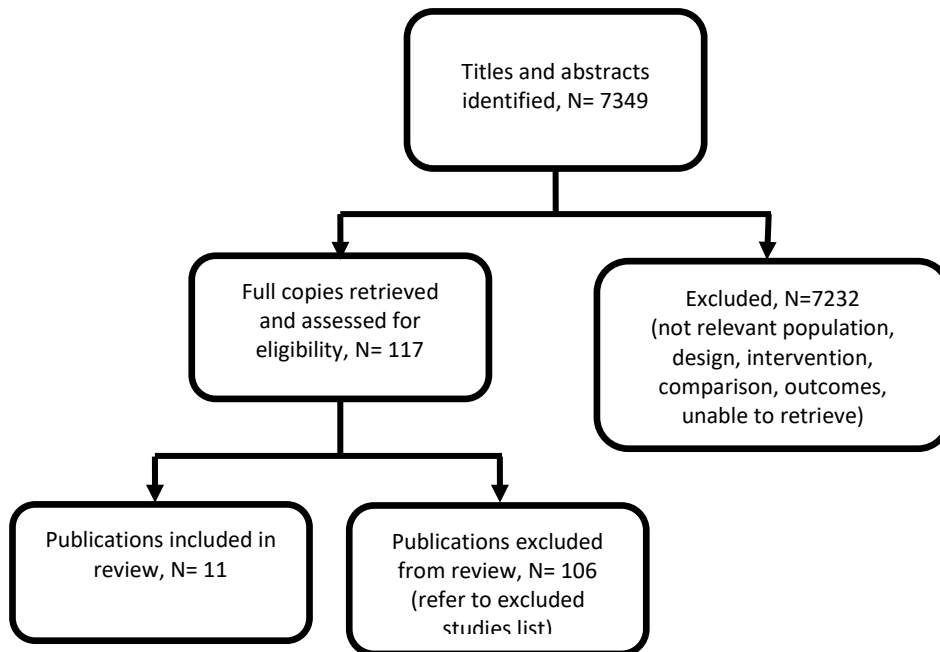 Titles and abstracts
identified, N= 7349
Full copies retrieved
and assessed for
eligibility, N= 117
Excluded, N=7232
(not relevant population,
design, intervention,
comparison, outcomes,
unable to retrieve)
Publications included in
review, N= 11
Publications excluded
from review, N= 106
(refer to excluded
studies list)